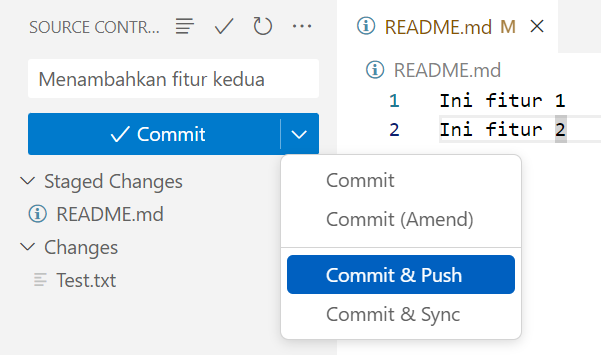 SOURCE CONTR...
Menambahkan fitur kedua
Commit
Staged Changes
README.md
Changes
Test.txt
Commit
Commit (Amend)
Commit & Push
Commit & Sync
README.md M
README.md
1 Ini fitur 1
2 Ini fitur 2